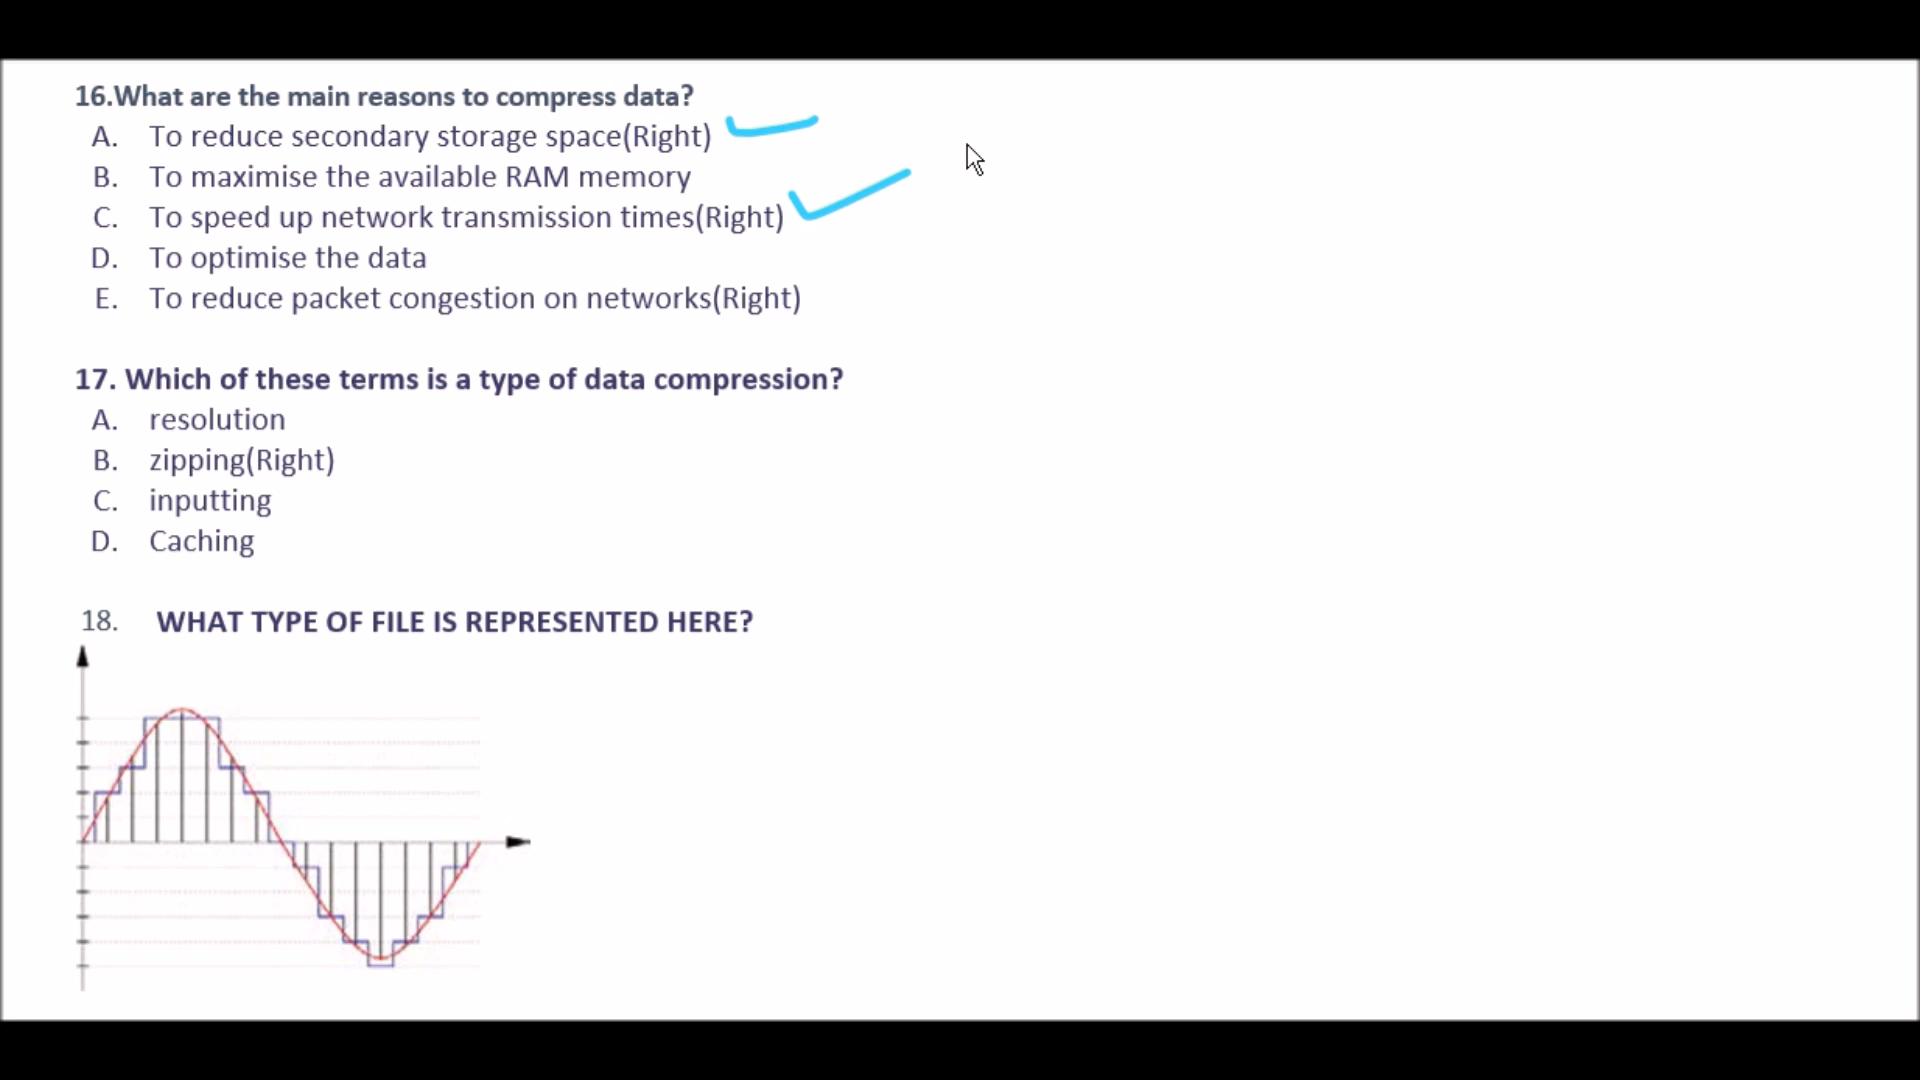 16.What are the main reasons to compress data?
A. To reduce secondary storage space(Right)
B. To maximise the available RAM memory
C. To speed up network transmission times(Right)
D. To optimise the data
E. To reduce packet congestion on networks(Right)
17. Which of these terms is a type of data compression?
A. resolution
B. zipping(Right)
C. inputting
D. Caching
18. WHAT TYPE OF FILE IS REPRESENTED HERE?